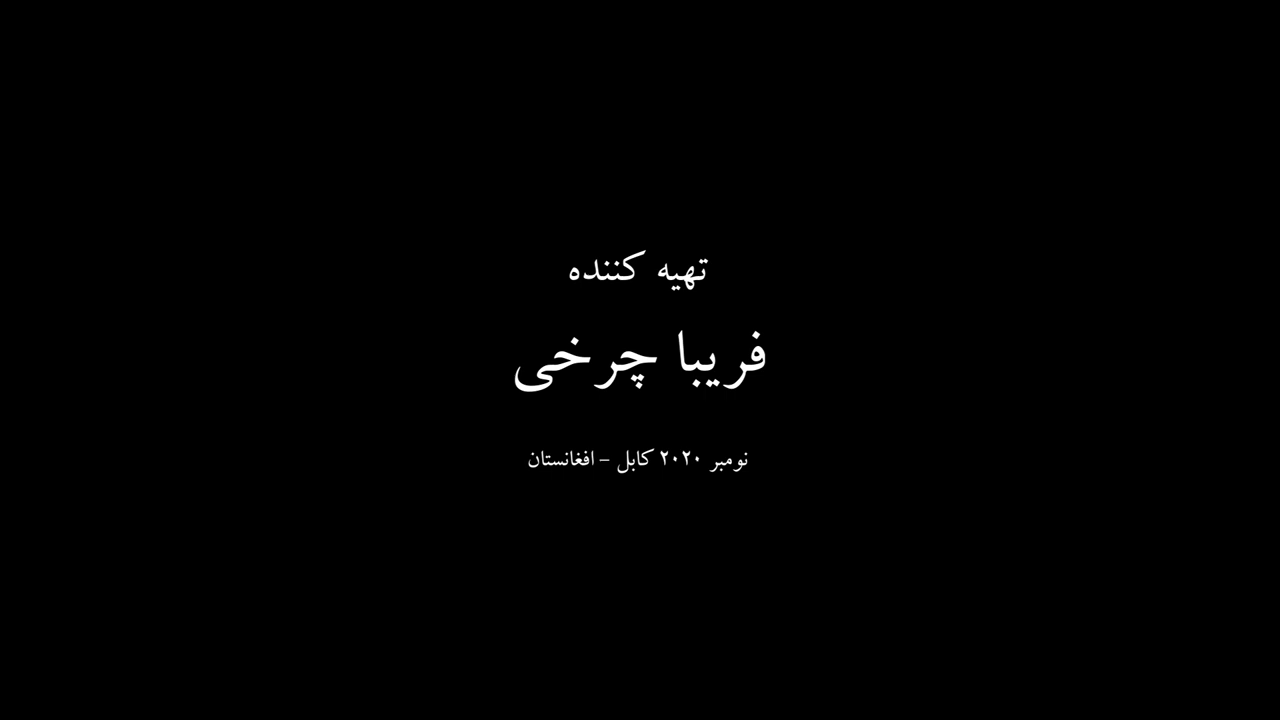 تهیه کننده
فریبا چرخی
نومبر ۲۰۲۰ کابل – افغانستان